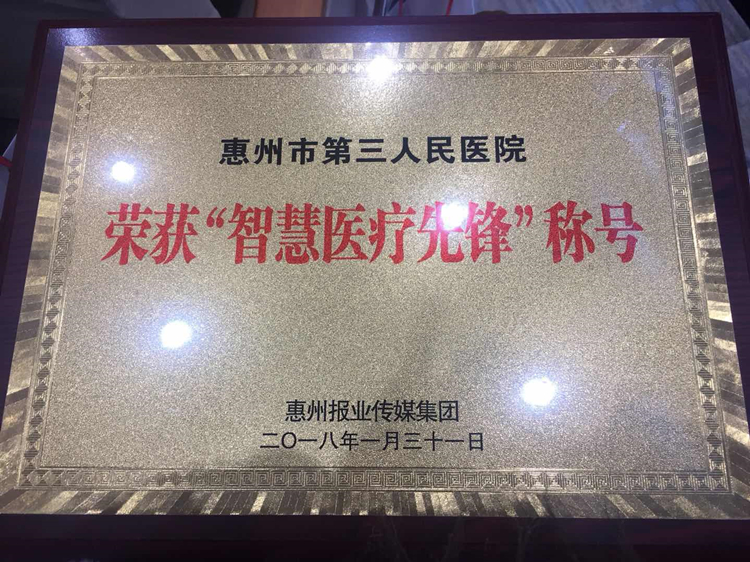 惠州市第三人民医院
荣获“智慧医疗先锋”称号
惠州报业传媒集团
二〇一八年一月三十一日